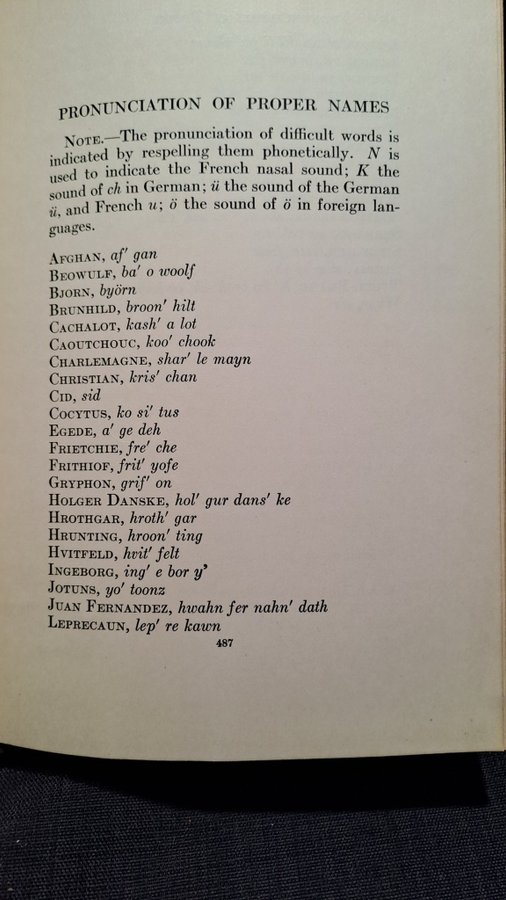 PRONUNCIATION OF PROPER NAMES
NOTE.—The pronunciation of difficult words is
indicated by respelling them phonetically. N is
used to indicate the French nasal sound; K the
sound of ch in German; ü the sound of the German
ü, and French u; ö the sound of ö in foreign lan-
guages.
AFGHAN, af' gan
BEOWULF, ba' o woolf
BJORN, byörn
BRUNHILD, broon' hilt
CACHALOT, kash' a lot
CAOUTCHOUC, koo' chook
CHARLEMAGNE, shar' le mayn
CHRISTIAN, kris' chan
CID, sid
COCYTUS, ko si' tus
EGEDE, a' ge deh
FRIETCHIE, fre' che
FRITHIOF, frit' yofe
GRYPHON, grif' on
HOLGER DANSKE, hol' gur dans' ke
HROTHGAR, hroth' gar
HRUNTING, hroon' ting
HVITFELD, hvit' felt
INGEBORG, ing' e bor y'
JOTUNS, yo' toonz
JUAN FERNANDEZ, hwahn fer nahn' dath
LEPRECAUN, lep' re kawn
487